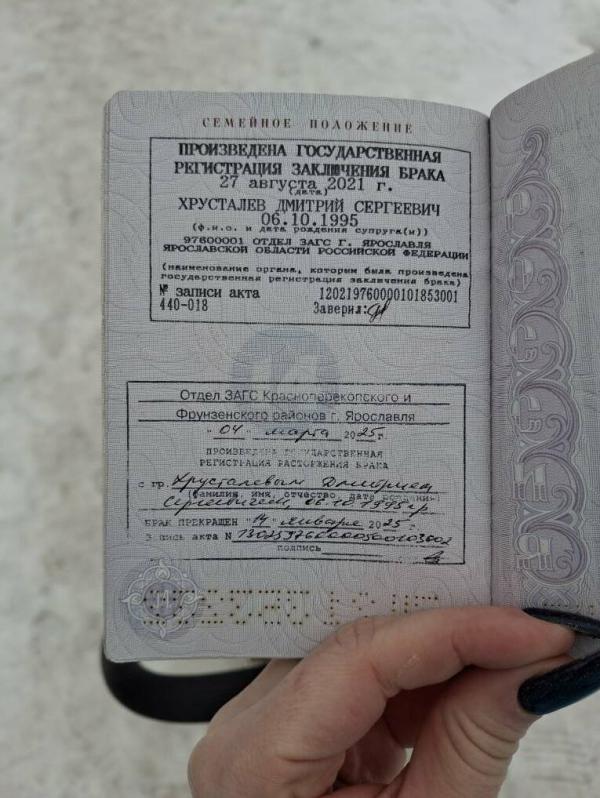 СЕМЕЙНОЕ ПОЛОЖЕНИЕ
ПРОИЗВЕДЕНА ГОСУДАРСТВЕННАЯ
РЕГИСТРАЦИЯ ЗАКЛЮЧЕНИЯ БРАКА
27 августа 2021 г.
(дата)
ХРУСТАЛЕВ ДМИТРИЙ СЕРГЕЕВИЧ
06.10.1995
(ф.и.о. и дата рождения супруга(и))
97600001 ОТДЕЛ ЗАГС Г. ЯРОСЛАВЛЯ
ЯРОСЛАВСКОЙ ОБЛАСТИ РОССИЙСКОЙ ФЕДЕРАЦИИ
(наименование органа, которым была произведена
государственная регистрация заключения брака)
№ записи акта 120219760000101853001
440-018 Заверил:
Отдел ЗАГС Красноперекопского и
Фрунзенского районов г. Ярославля
"04" марта 2025 г.
ПРОИЗВЕДЕНА ГОСУДАРСТВЕННАЯ
РЕГИСТРАЦИЯ РАСТОРЖЕНИЯ БРАКА
с гр. Хрусталевым Дмитрием
(фамилия, имя, отчество, дата рождения)
Сергеевичем, 06.10.1995 г.р.
БРАК ПРЕКРАЩЕН "14" января 2025 г.
запись акта N
подпись